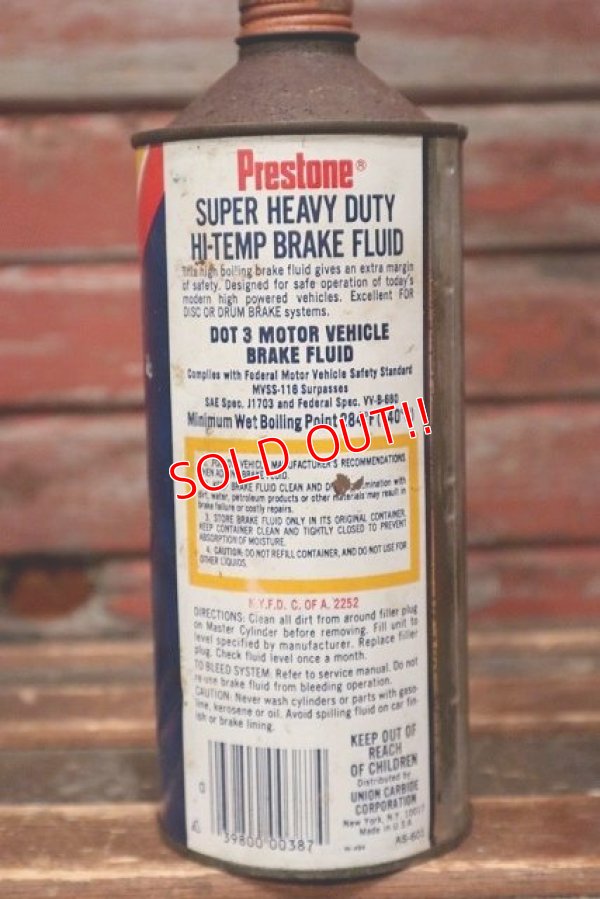 Prestone®
SUPER HEAVY DUTY
HI-TEMP BRAKE FLUID
This high boiling brake fluid gives an extra margin
of safety. Designed for safe operation of today's
modern high powered vehicles. Excellent FOR
DISC OR DRUM BRAKE systems.
DOT 3 MOTOR VEHICLE
BRAKE FLUID
Complies with Federal Motor Vehicle Safety Standard
MVSS-116 Surpasses
SAE Spec. J1703 and Federal Spec. VV-B-680
Minimum Wet Boiling Point 284°F
SOLD OUT!!
VEHICLE MANUFACTURER'S RECOMMENDATIONS
BRAKE FLUID.
BRAKE FLUID CLEAN AND
dirt, water, petroleum products or other materials may result in
brake failure or costly repairs.
3. STORE BRAKE FLUID ONLY IN ITS ORIGINAL CONTAINER.
KEEP CONTAINER CLEAN AND TIGHTLY CLOSED TO PREVENT
ABSORPTION OF MOISTURE.
4. CAUTION: DO NOT REFILL CONTAINER, AND DO NOT USE FOR
OTHER LIQUIDS.
N.Y.F.D. C. OF A. 2252
DIRECTIONS: Clean all dirt from around filler plug
on Master Cylinder before removing. Fill unit to
level specified by manufacturer. Replace filler
plug. Check fluid level once a month.
TO BLEED SYSTEM: Refer to service manual. Do not
re-use brake fluid from bleeding operation.
CAUTION: Never wash cylinders or parts with gaso-
line, kerosene or oil. Avoid spilling fluid on car fin-
ish or brake lining.
KEEP OUT OF
REACH
OF CHILDREN
Distributed by
UNION CARBIDE
CORPORATION
New York, N.Y. 10017
Made in U.S.A.
0
39800 00387